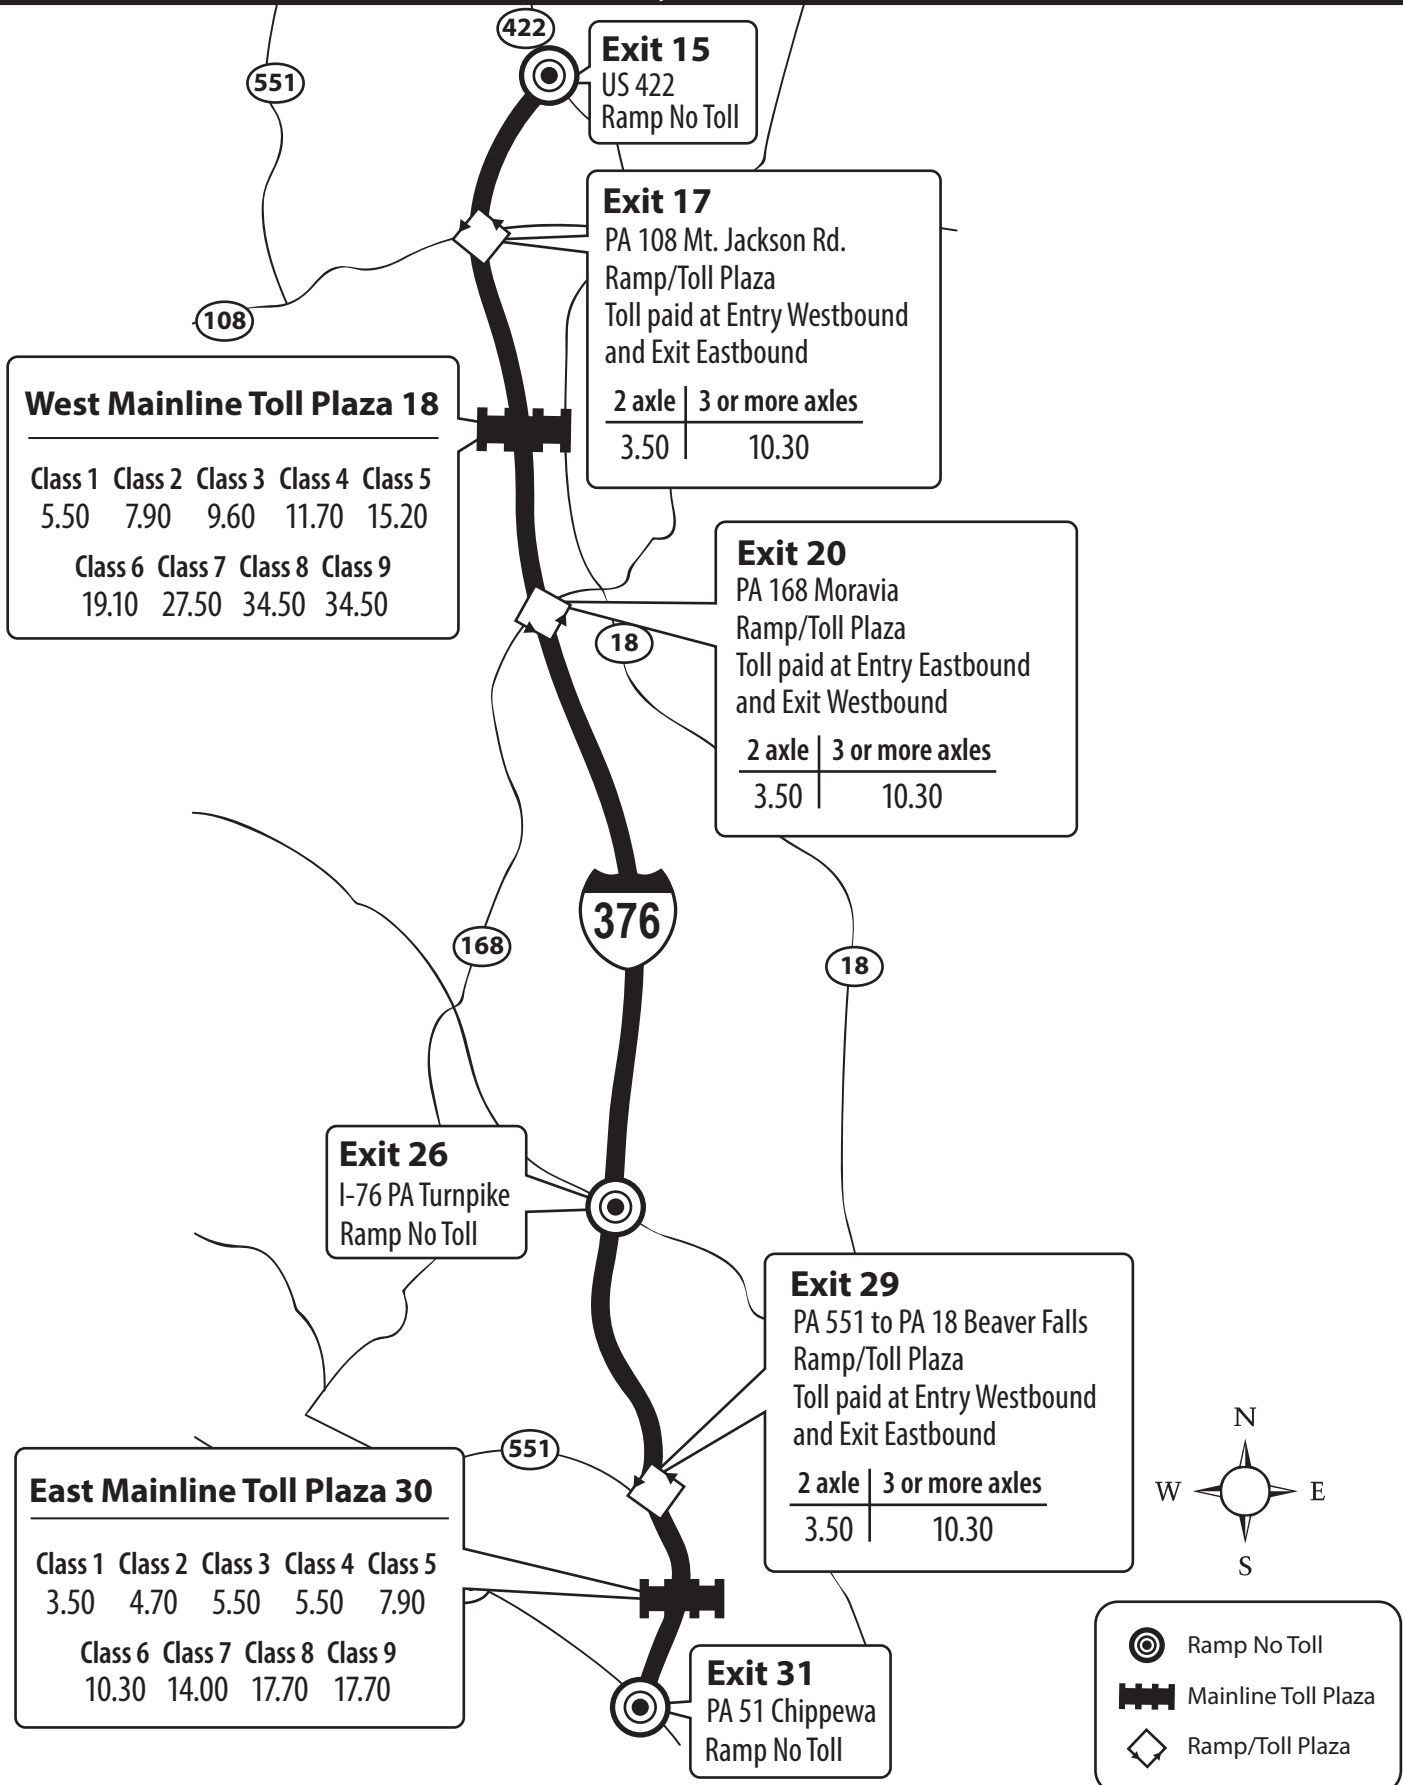 422
Exit 15
US 422
Ramp No Toll
551
Exit 17
PA 108 Mt. Jackson Rd.
Ramp/Toll Plaza
Toll paid at Entry Westbound
and Exit Eastbound
2 axle 3 or more axles
3.50 10.30
108
West Mainline Toll Plaza 18
Class 1 Class 2 Class 3 Class 4 Class 5
5.50 7.90 9.60 11.70 15.20
Class 6 Class 7 Class 8 Class 9
19.10 27.50 34.50 34.50
Exit 20
PA 168 Moravia
Ramp/Toll Plaza
Toll paid at Entry Eastbound
and Exit Westbound
2 axle 3 or more axles
3.50 10.30
18
376
168
18
Exit 26
I-76 PA Turnpike
Ramp No Toll
Exit 29
PA 551 to PA 18 Beaver Falls
Ramp/Toll Plaza
Toll paid at Entry Westbound
and Exit Eastbound
2 axle 3 or more axles
3.50 10.30
551
East Mainline Toll Plaza 30
Class 1 Class 2 Class 3 Class 4 Class 5
3.50 4.70 5.50 5.50 7.90
Class 6 Class 7 Class 8 Class 9
10.30 14.00 17.70 17.70
Exit 31
PA 51 Chippewa
Ramp No Toll
N
W E
S
Ramp No Toll
Mainline Toll Plaza
Ramp/Toll Plaza